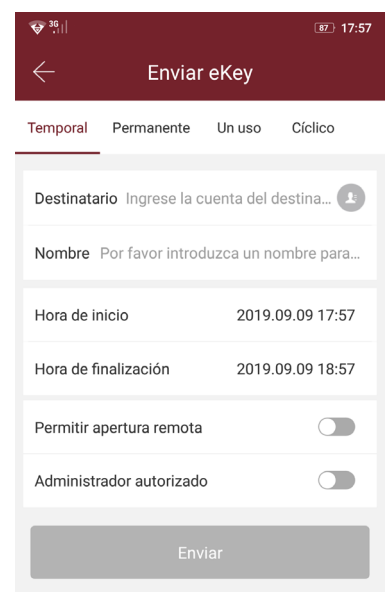 3G 87 17:57
Enviar eKey
Temporal Permanente Un uso Cíclico
Destinatario Ingrese la cuenta del destina...
Nombre Por favor introduzca un nombre para...
Hora de inicio 2019.09.09 17:57
Hora de finalización 2019.09.09 18:57
Permitir apertura remota
Administrador autorizado
Enviar